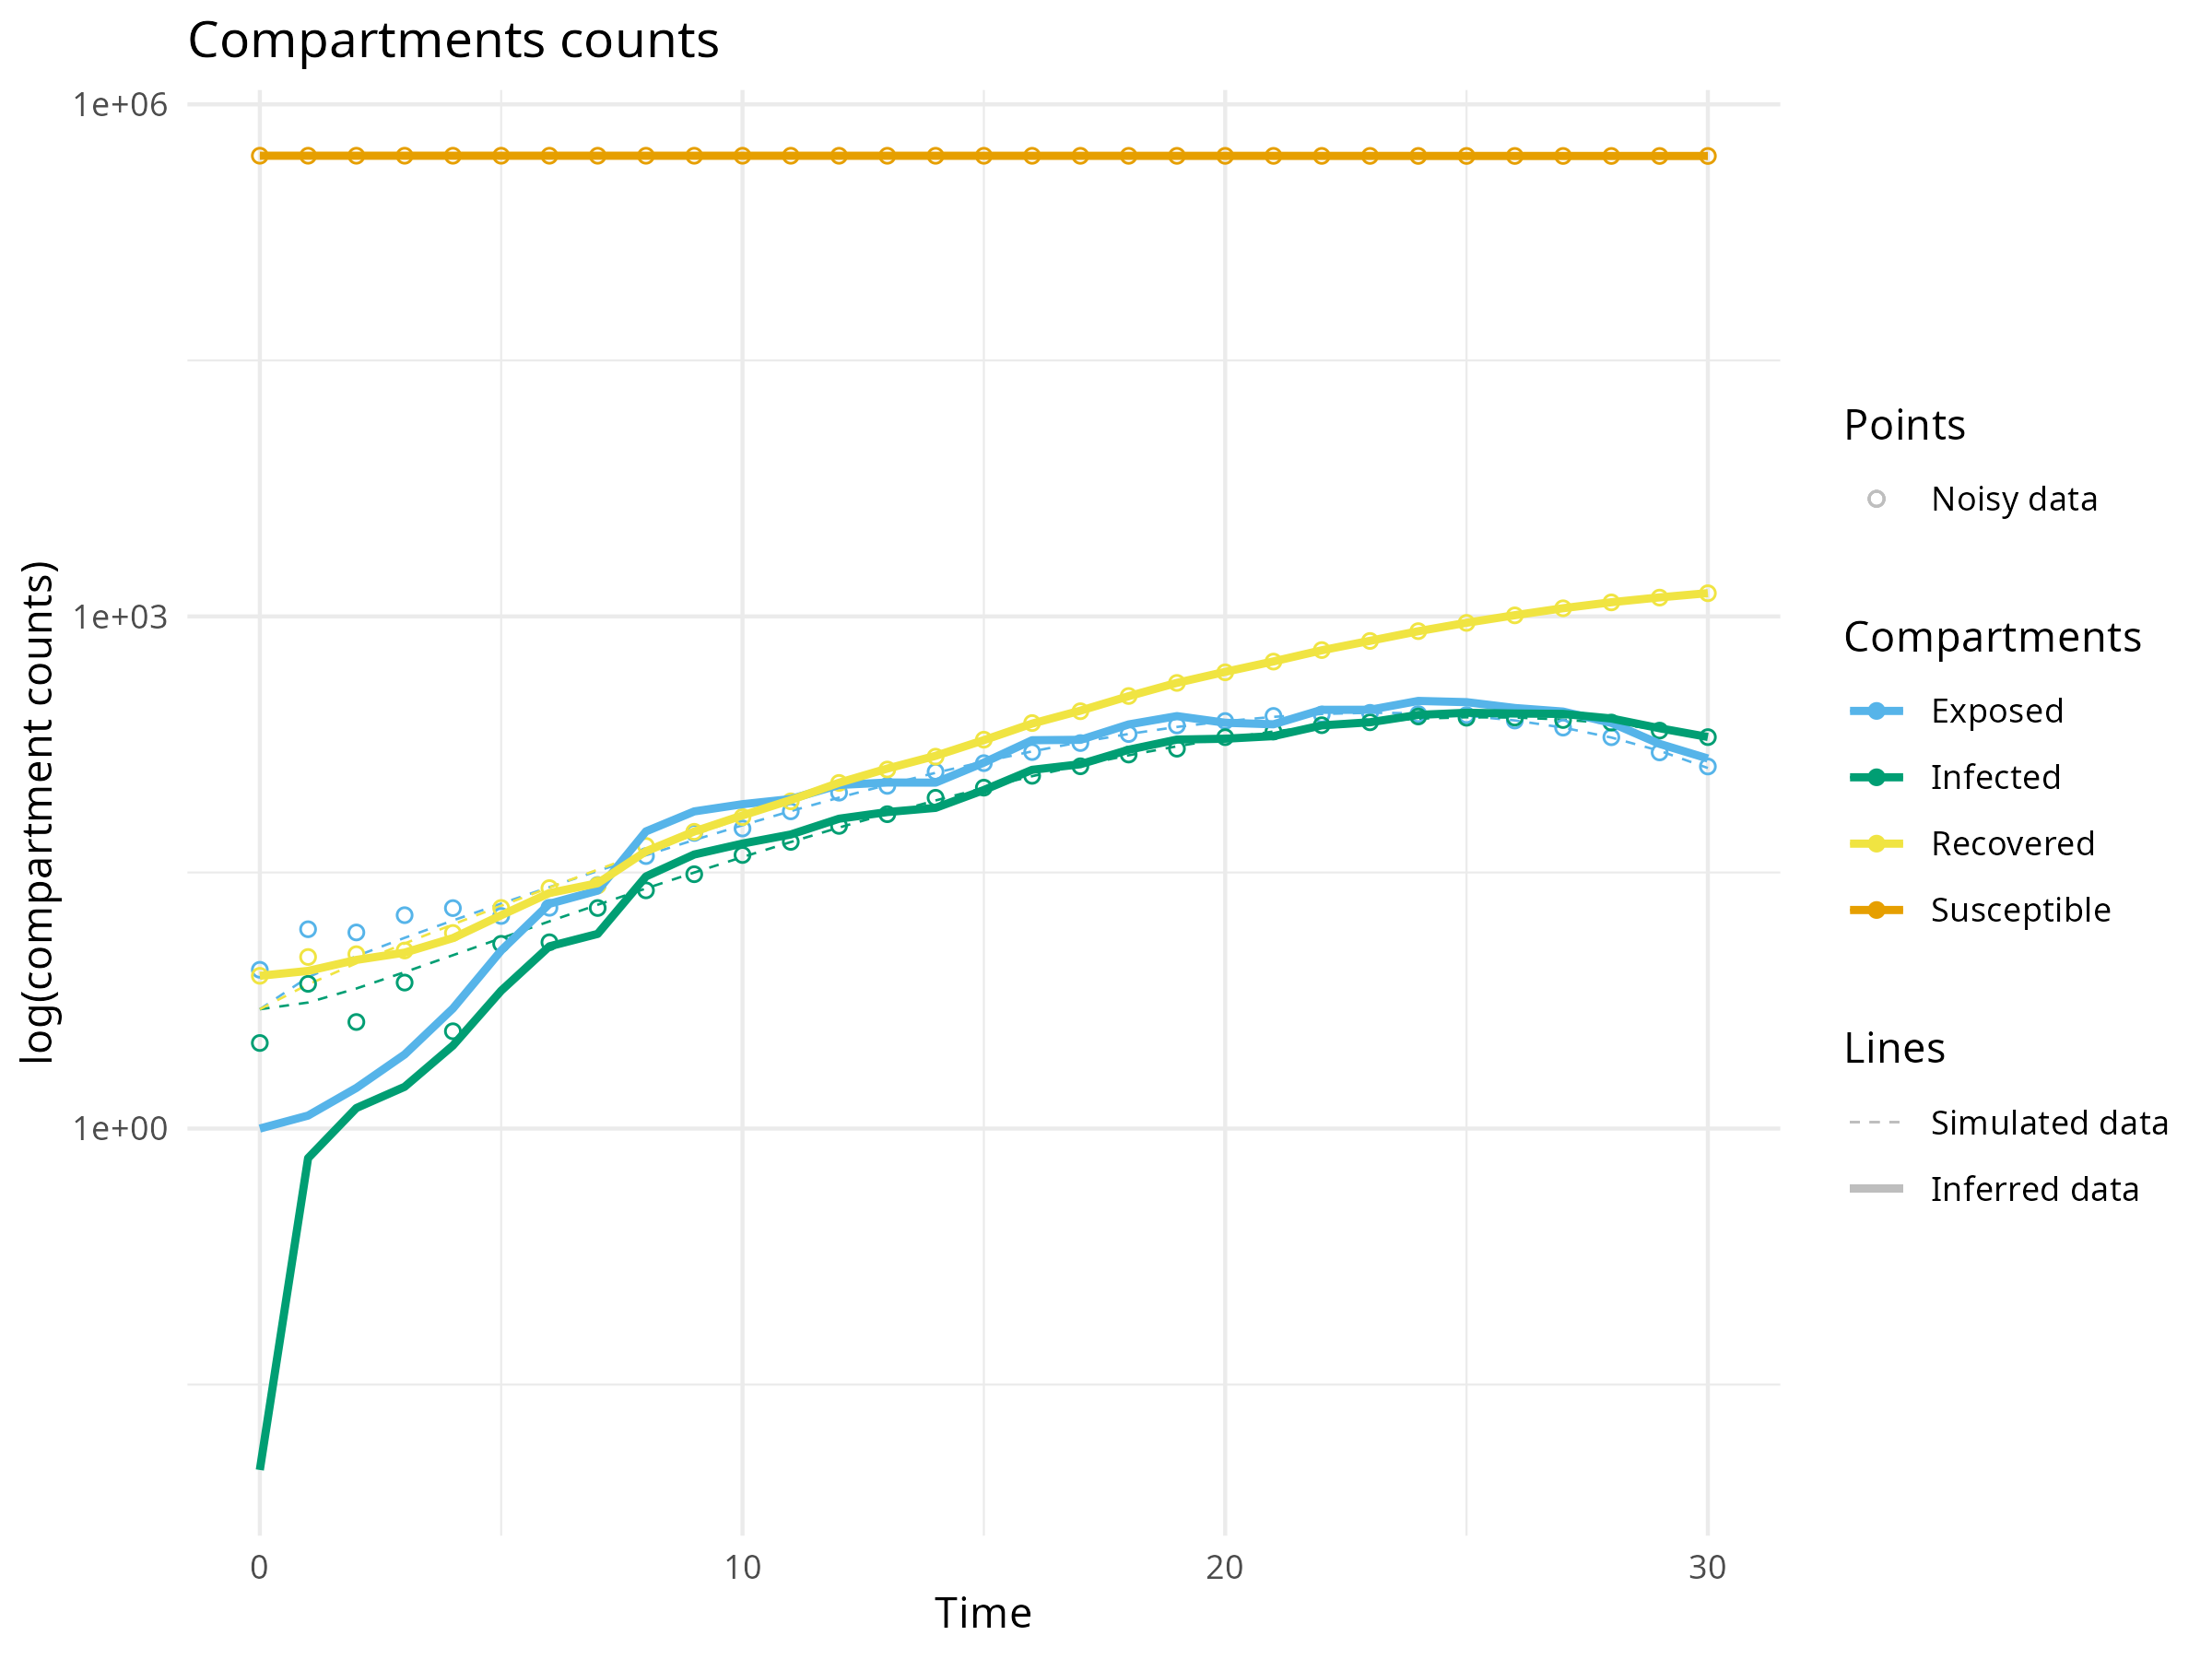 Compartments counts
1e+06
1e+03
1e+00
log(compartment counts)
0
10
20
30
Time
Points
Noisy data
Compartments
Exposed
Infected
Recovered
Susceptible
Lines
Simulated data
Inferred data